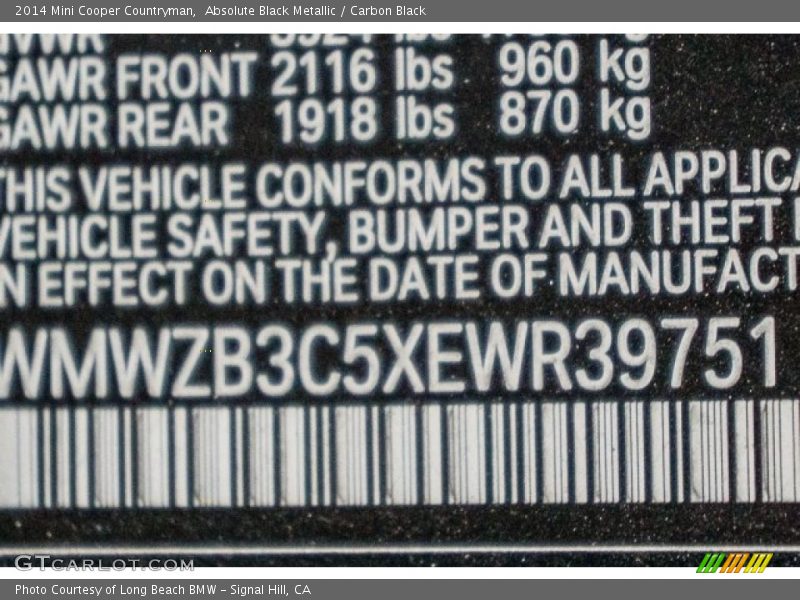 2014 Mini Cooper Countryman,  Absolute Black Metallic / Carbon Black
GAWR FRONT 2116 lbs 960 kg
GAWR REAR 1918 lbs 870 kg
THIS VEHICLE CONFORMS TO ALL APPLICA
VEHICLE SAFETY, BUMPER AND THEFT
IN EFFECT ON THE DATE OF MANUFACT
WMWZB3C5XEWR39751
GTCARLOT.COM
Photo Courtesy of Long Beach BMW – Signal Hill, CA